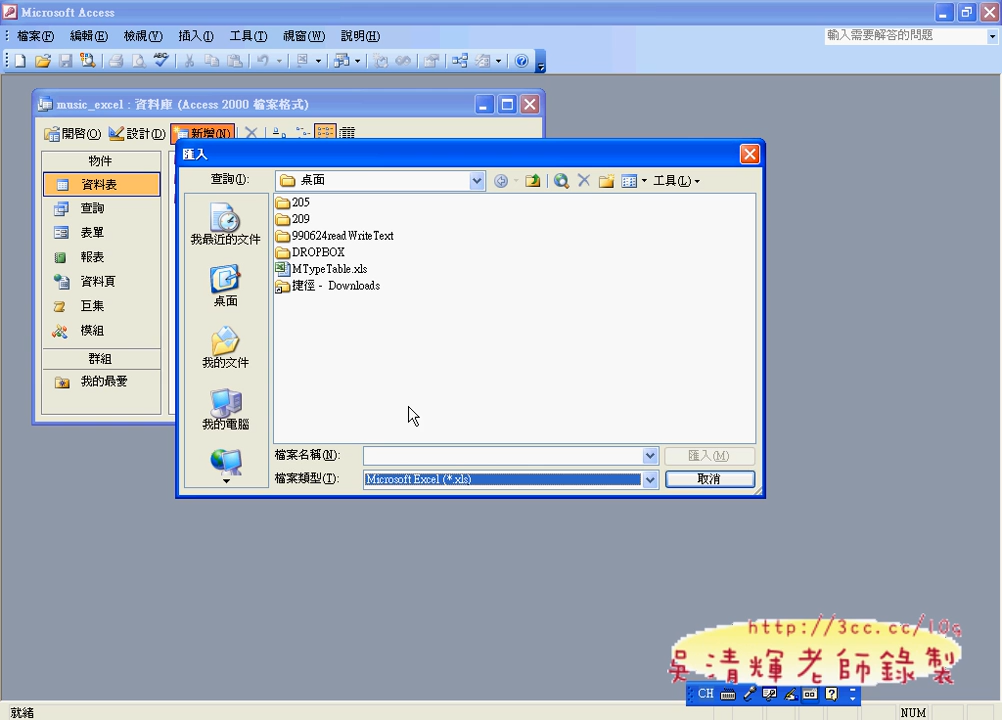 Microsoft Access
檔案(F) 編輯(E) 檢視(V) 插入(I) 工具(T) 視窗(W) 說明(H)
輸入需要解答的問題
music_excel : 資料庫 (Access 2000 檔案格式)
開啓(O) 設計(D) 新增(N)
物件
資料表
查詢
表單
報表
資料頁
巨集
模組
群組
我的最愛
匯入
查詢(I):
桌面
工具(L)
我最近的文件
桌面
我的文件
我的電腦
205
209
990624readWriteText
DROPBOX
MTypeTable.xls
捷徑 - Downloads
檔案名稱(N):
匯入(M)
檔案類型(T):
Microsoft Excel (*.xls)
取消
http://3cc.cc/10q
吳清輝老師錄製
CH
就緒
NUM